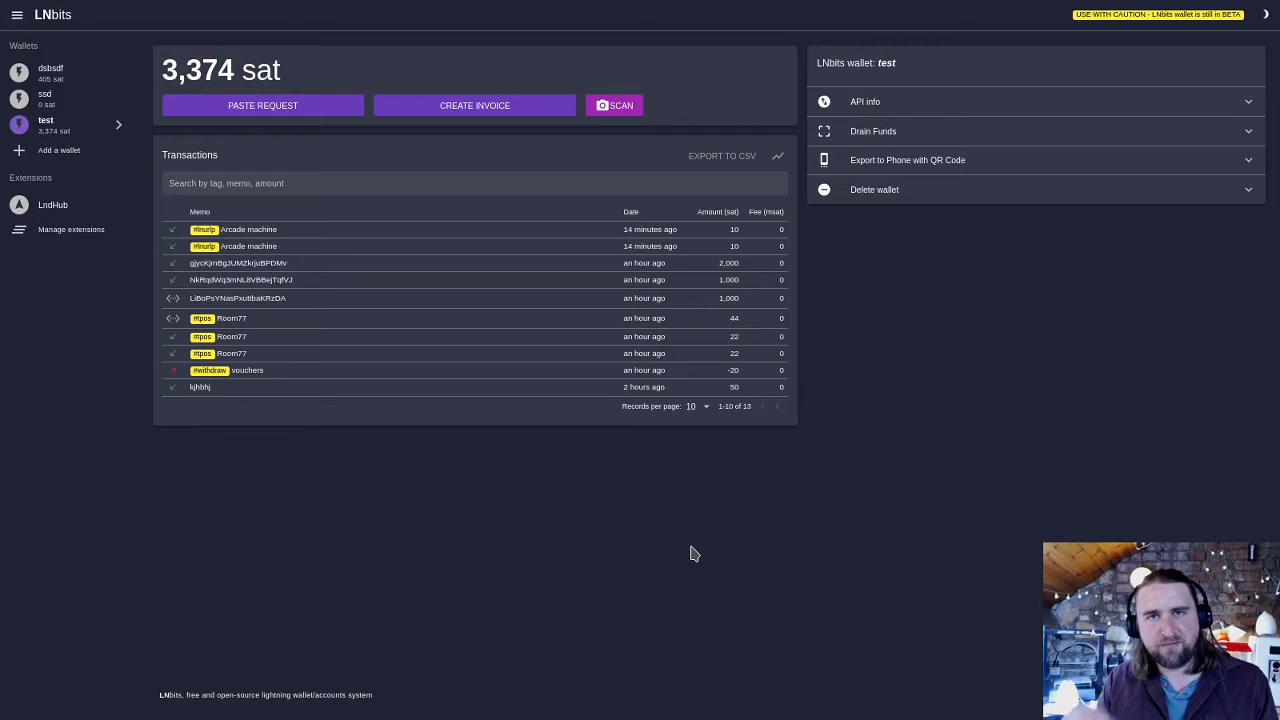 LNbits
USE WITH CAUTION - LNbits wallet is still in BETA
Wallets
dsbsdf
405 sat
ssd
0 sat
test
3,374 sat
Add a wallet
Extensions
LndHub
Manage extensions
3,374 sat
PASTE REQUEST CREATE INVOICE SCAN
Transactions EXPORT TO CSV
Search by tag, memo, amount
Memo Date Amount (sat) Fee (msat)
#lnurlp Arcade machine 14 minutes ago 10 0
#lnurlp Arcade machine 14 minutes ago 10 0
gjycKjmBgJUMZkrjuBPDMv an hour ago 2,000 0
NkRqdWq3mNL8VBBejTqfVJ an hour ago 1,000 0
LiBoPsYNasPxuttbaKRzDA an hour ago 1,000 0
#tpos Room77 an hour ago 44 0
#tpos Room77 an hour ago 22 0
#tpos Room77 an hour ago 22 0
#withdraw vouchers an hour ago -20 0
kjhbhj 2 hours ago 50 0
Records per page: 10 1-10 of 13
LNbits wallet: test
API info
Drain Funds
Export to Phone with QR Code
Delete wallet
LNbits, free and open-source lightning wallet/accounts system